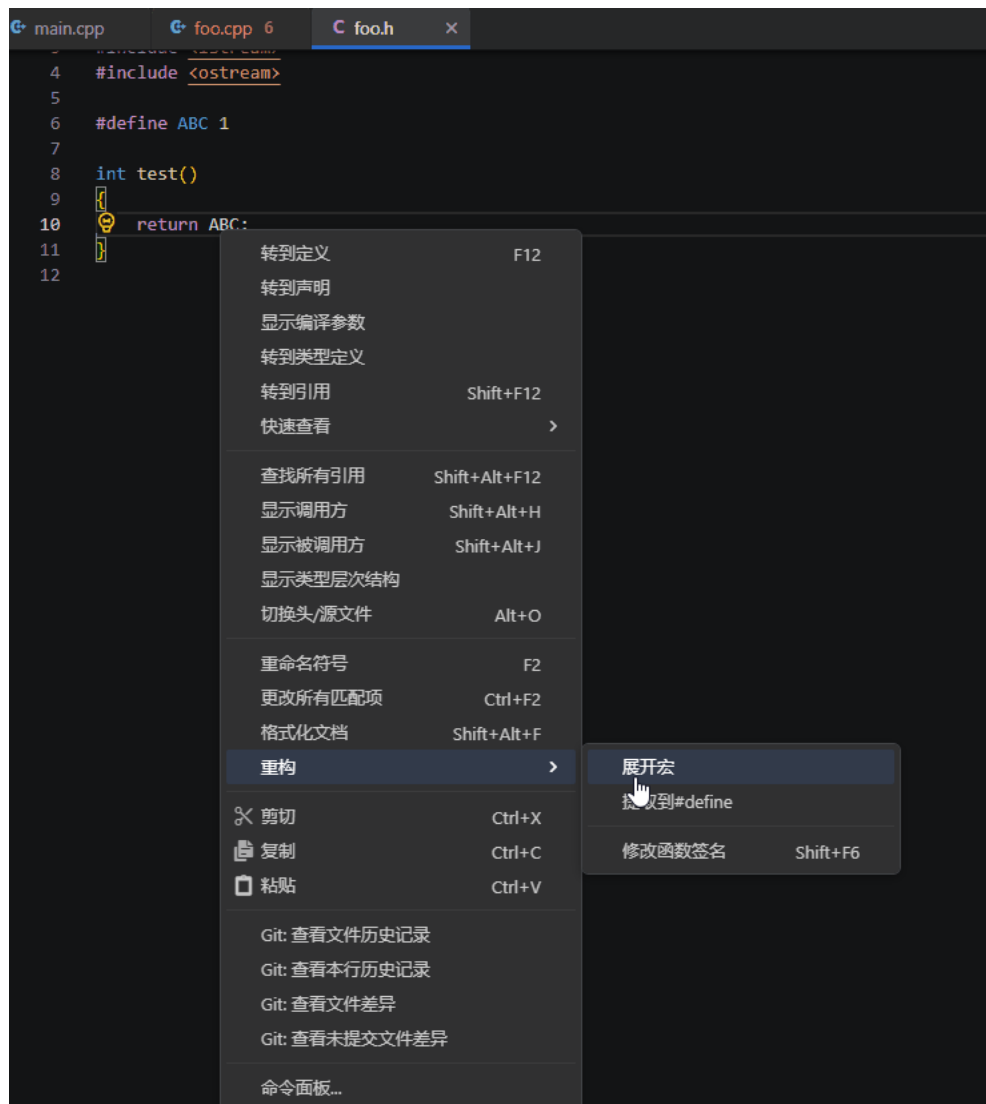 main.cpp foo.cpp 6 foo.h
3 #include <istream>
4 #include <ostream>
5
6 #define ABC 1
7
8 int test()
9 {
10 return ABC;
11 }
12
转到定义 F12
转到声明
显示编译参数
转到类型定义
转到引用 Shift+F12
快速查看
查找所有引用 Shift+Alt+F12
显示调用方 Shift+Alt+H
显示被调用方 Shift+Alt+J
显示类型层次结构
切换头/源文件 Alt+O
重命名符号 F2
更改所有匹配项 Ctrl+F2
格式化文档 Shift+Alt+F
重构
展开宏
提取到#define
修改函数签名 Shift+F6
剪切 Ctrl+X
复制 Ctrl+C
粘贴 Ctrl+V
Git: 查看文件历史记录
Git: 查看本行历史记录
Git: 查看文件差异
Git: 查看未提交文件差异
命令面板...